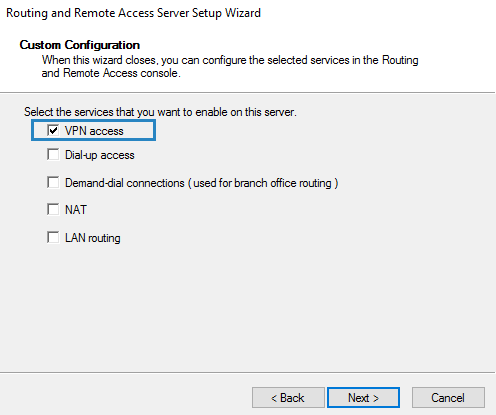 Routing and Remote Access Server Setup Wizard
Custom Configuration
When this wizard closes, you can configure the selected services in the Routing
and Remote Access console.
Select the services that you want to enable on this server.
VPN access
Dial-up access
Demand-dial connections ( used for branch office routing )
NAT
LAN routing
< Back
Next >
Cancel